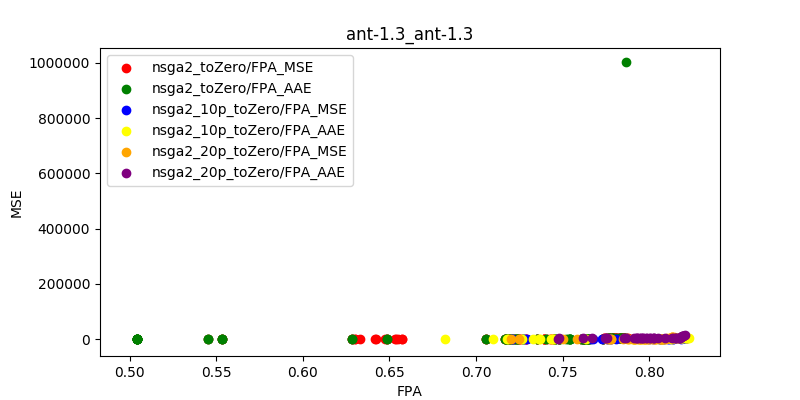 ant-1.3_ant-1.3
1000000
800000
600000
400000
200000
0
MSE
nsga2_toZero/FPA_MSE
nsga2_toZero/FPA_AAE
nsga2_10p_toZero/FPA_MSE
nsga2_10p_toZero/FPA_AAE
nsga2_20p_toZero/FPA_MSE
nsga2_20p_toZero/FPA_AAE
0.50 0.55 0.60 0.65 0.70 0.75 0.80
FPA